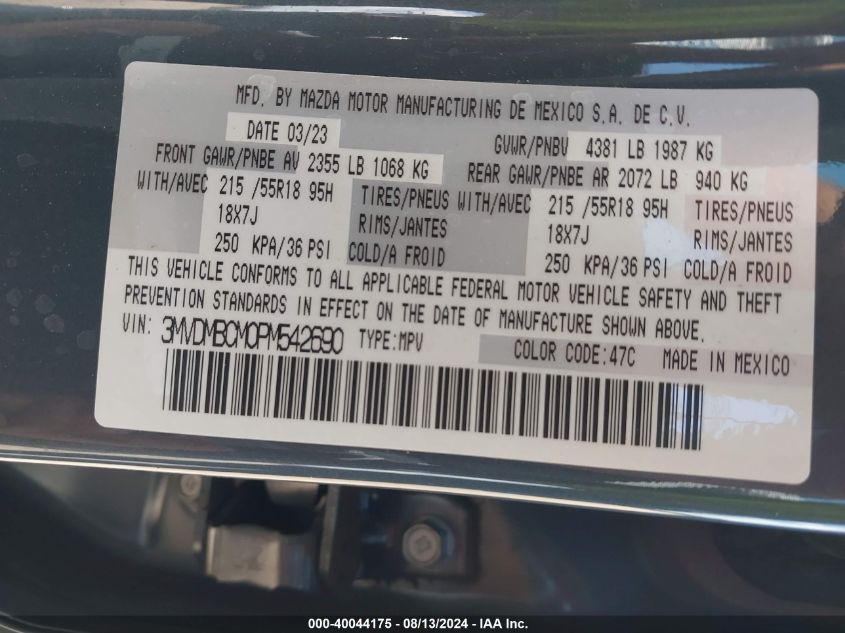 MFD. BY MAZDA MOTOR MANUFACTURING DE MEXICO S.A. DE C.V.
DATE 03/23 GVWR/PNBV 4381 LB 1987 KG
FRONT GAWR/PNBE AV 2355 LB 1068 KG REAR GAWR/PNBE AR 2072 LB 940 KG
WITH/AVEC 215 /55R18 95H TIRES/PNEUS WITH/AVEC 215 /55R18 95H TIRES/PNEUS
18X7J RIMS/JANTES 18X7J RIMS/JANTES
250 KPA/36 PSI COLD/A FROID 250 KPA/36 PSI COLD/A FROID
THIS VEHICLE CONFORMS TO ALL APPLICABLE FEDERAL MOTOR VEHICLE SAFETY AND THEFT
PREVENTION STANDARDS IN EFFECT ON THE DATE OF MANUFACTURE SHOWN ABOVE.
VIN: 3MVDMBCM0PM542690 TYPE:MPV COLOR CODE:47C MADE IN MEXICO
000-40044175 - 08/13/2024 - IAA Inc.